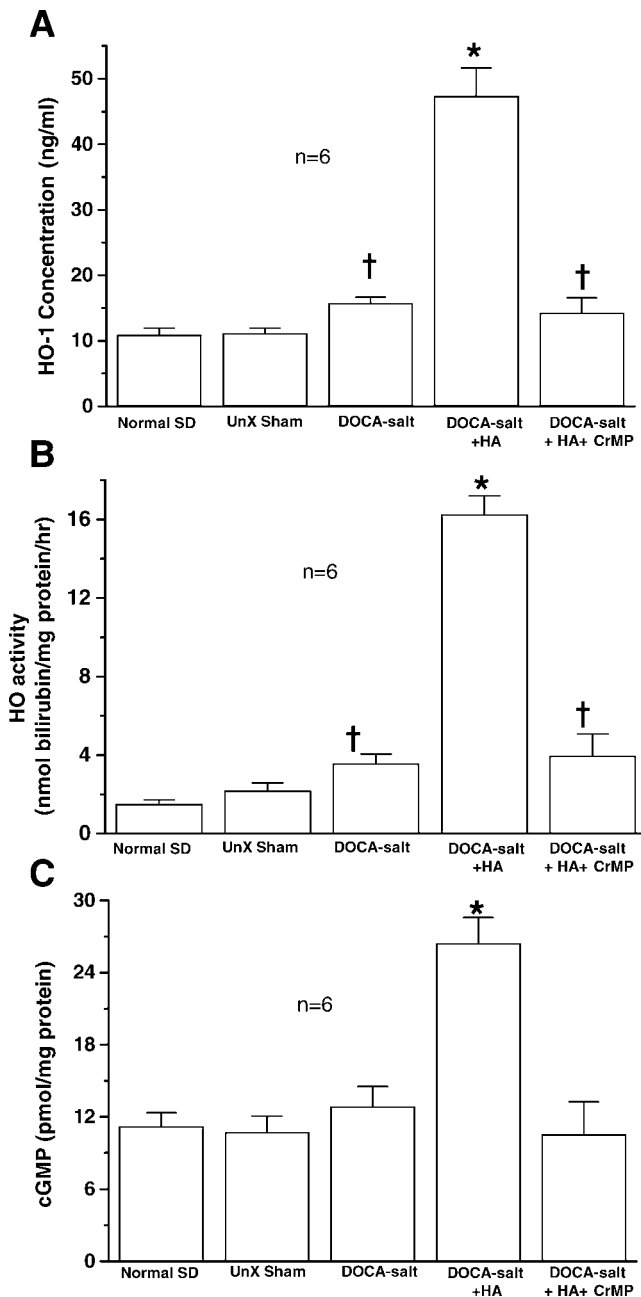 A
HO-1 Concentration (ng/ml)
50
40
30
20
10
0
n=6
*
†
†
Normal SD
UnX Sham
DOCA-salt
DOCA-salt
+HA
DOCA-salt
+ HA+ CrMP
B
HO activity
(nmol bilirubin/mg protein/hr)
16
12
8
4
0
n=6
*
†
†
Normal SD
UnX Sham
DOCA-salt
DOCA-salt
+HA
DOCA-salt
+ HA+ CrMP
C
cGMP (pmol/mg protein)
30
24
18
12
6
0
n=6
*
Normal SD
UnX Sham
DOCA-salt
DOCA-salt
+HA
DOCA-salt
+ HA+ CrMP